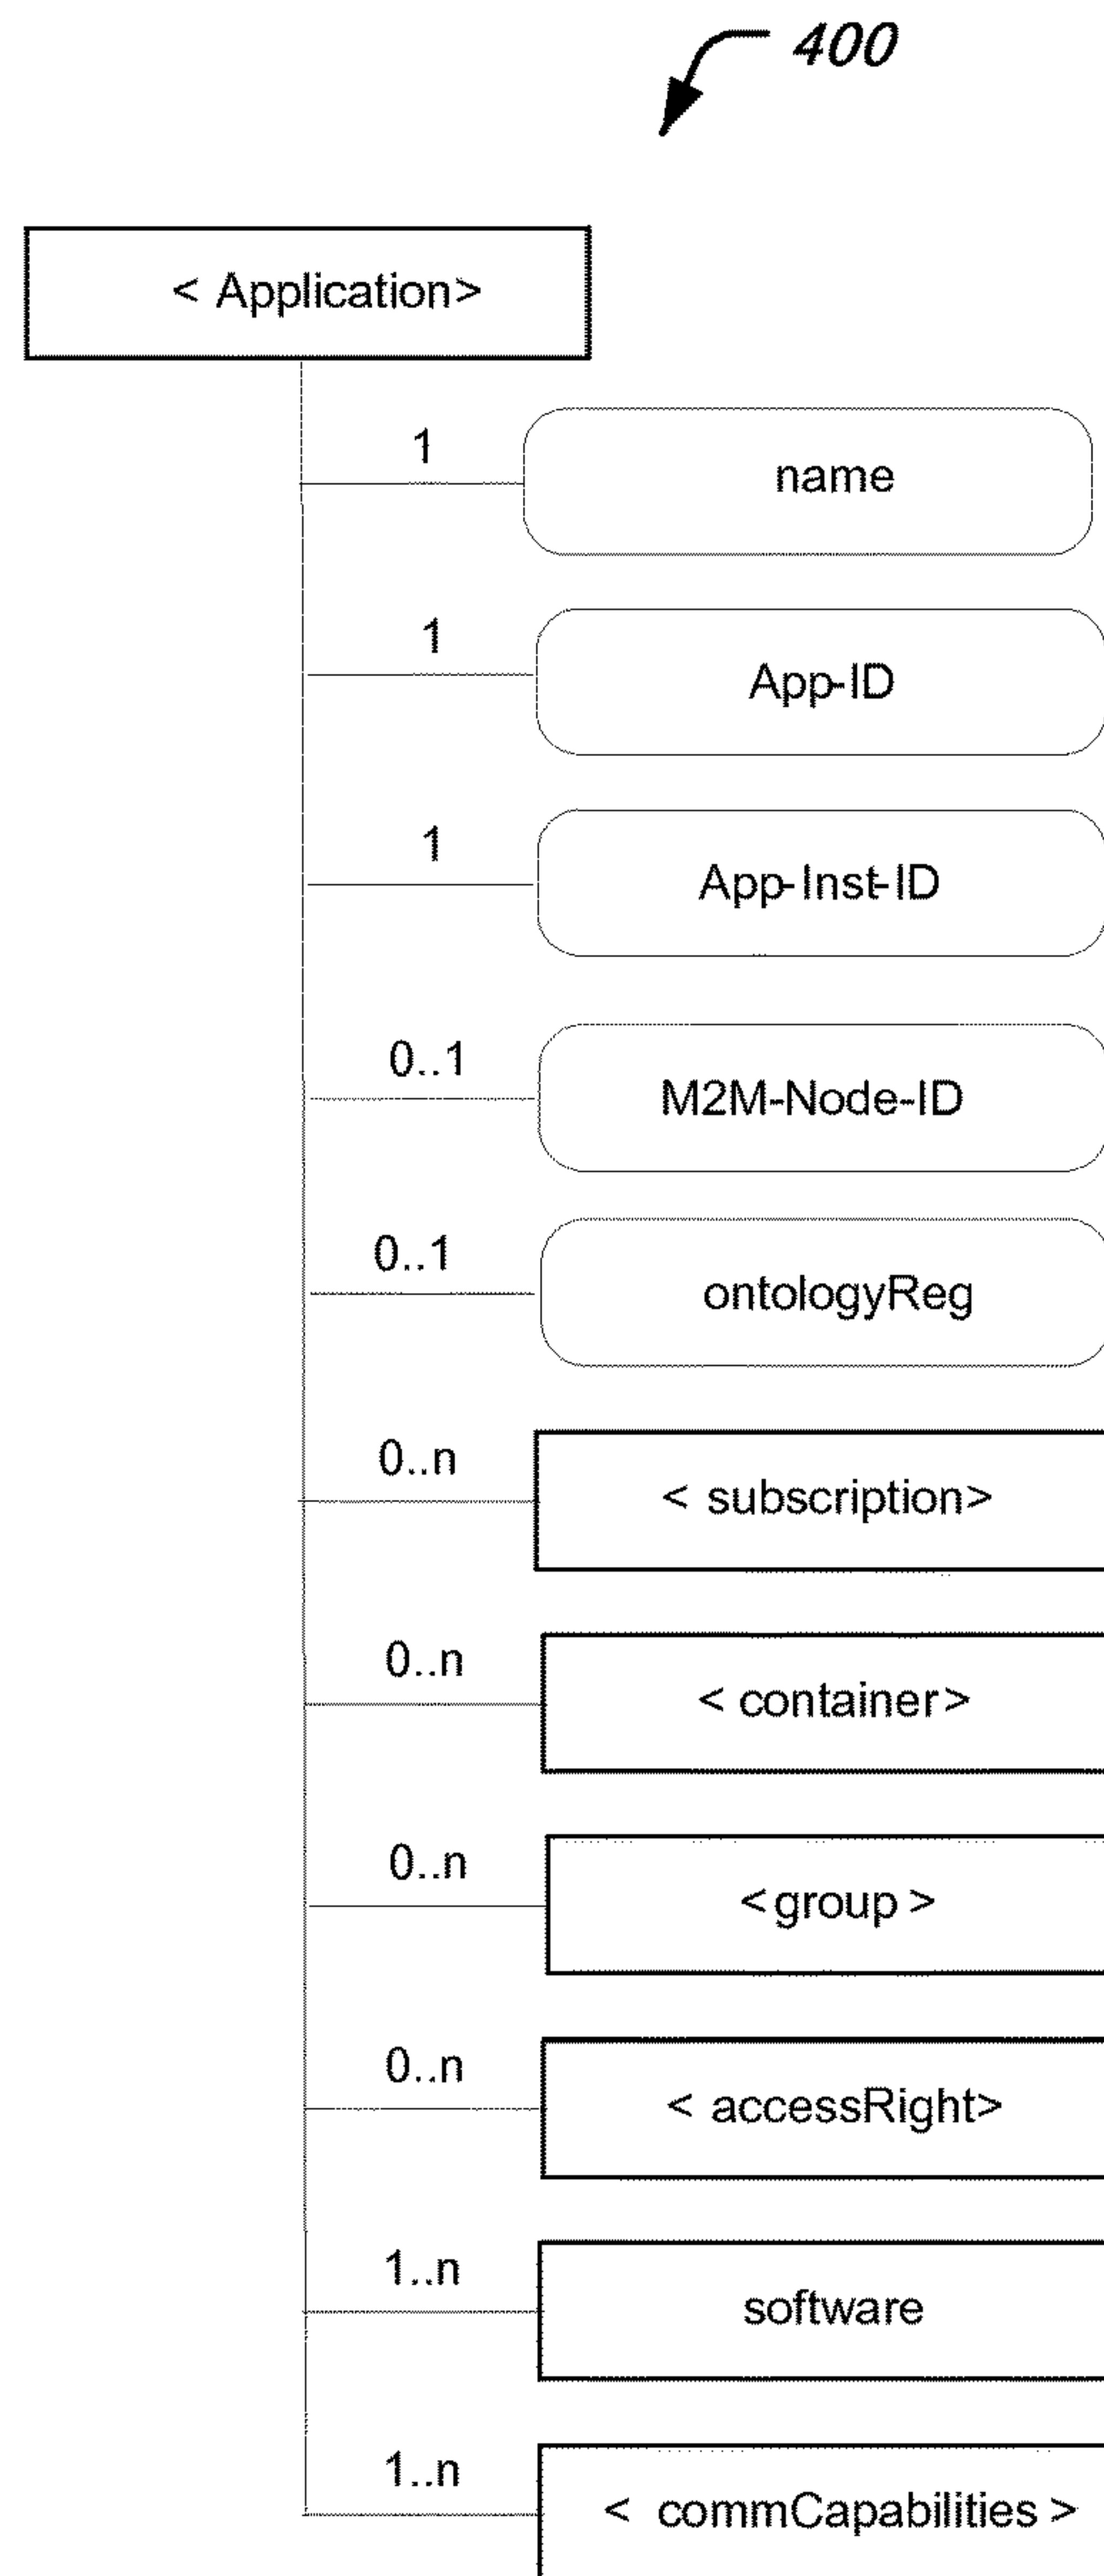 400
< Application>
1
name
1
App-ID
1
App-Inst-ID
0..1
M2M-Node-ID
0..1
ontologyReg
0..n
< subscription>
0..n
< container>
0..n
<group >
0..n
< accessRight>
1..n
software
1..n
< commCapabilities >